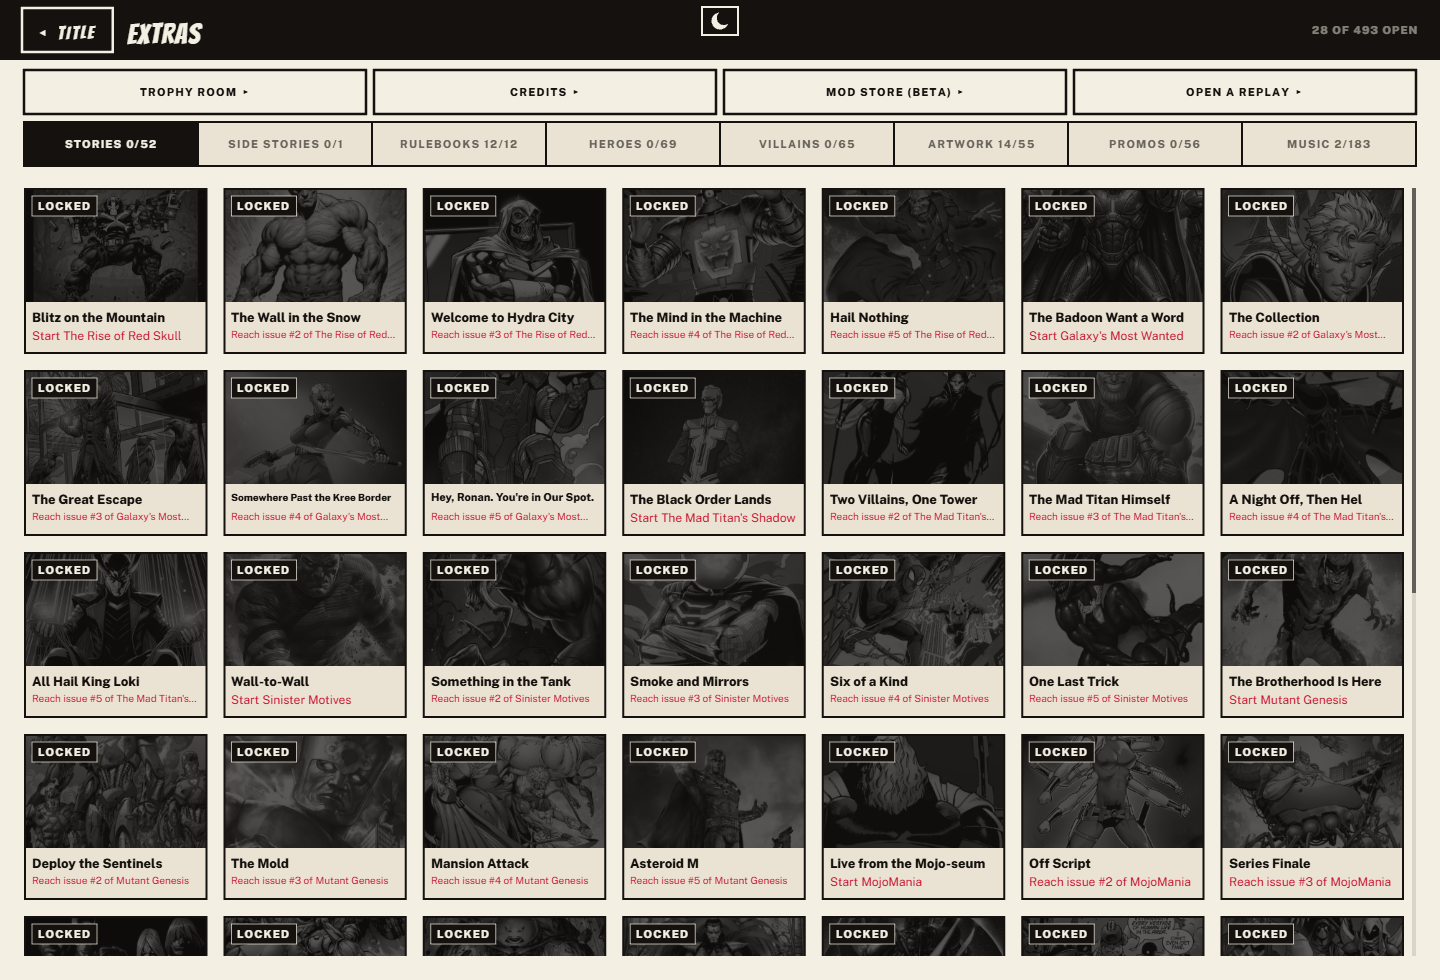 ◂ TITLE
EXTRAS
28 OF 493 OPEN
TROPHY ROOM ▸
CREDITS ▸
MOD STORE (BETA) ▸
OPEN A REPLAY ▸
STORIES 0/52
SIDE STORIES 0/1
RULEBOOKS 12/12
HEROES 0/69
VILLAINS 0/65
ARTWORK 14/55
PROMOS 0/56
MUSIC 2/183
LOCKED
Blitz on the Mountain
Start The Rise of Red Skull
LOCKED
The Wall in the Snow
Reach issue #2 of The Rise of Red...
LOCKED
Welcome to Hydra City
Reach issue #3 of The Rise of Red...
LOCKED
The Mind in the Machine
Reach issue #4 of The Rise of Red...
LOCKED
Hail Nothing
Reach issue #5 of The Rise of Red...
LOCKED
The Badoon Want a Word
Start Galaxy's Most Wanted
LOCKED
The Collection
Reach issue #2 of Galaxy's Most...
LOCKED
The Great Escape
Reach issue #3 of Galaxy's Most...
LOCKED
Somewhere Past the Kree Border
Reach issue #4 of Galaxy's Most...
LOCKED
Hey, Ronan. You're in Our Spot.
Reach issue #5 of Galaxy's Most...
LOCKED
The Black Order Lands
Start The Mad Titan's Shadow
LOCKED
Two Villains, One Tower
Reach issue #2 of The Mad Titan's...
LOCKED
The Mad Titan Himself
Reach issue #3 of The Mad Titan's...
LOCKED
A Night Off, Then Hel
Reach issue #4 of The Mad Titan's...
LOCKED
All Hail King Loki
Reach issue #5 of The Mad Titan's...
LOCKED
Wall-to-Wall
Start Sinister Motives
LOCKED
Something in the Tank
Reach issue #2 of Sinister Motives
LOCKED
Smoke and Mirrors
Reach issue #3 of Sinister Motives
LOCKED
Six of a Kind
Reach issue #4 of Sinister Motives
LOCKED
One Last Trick
Reach issue #5 of Sinister Motives
LOCKED
The Brotherhood Is Here
Start Mutant Genesis
LOCKED
Deploy the Sentinels
Reach issue #2 of Mutant Genesis
LOCKED
The Mold
Reach issue #3 of Mutant Genesis
LOCKED
Mansion Attack
Reach issue #4 of Mutant Genesis
LOCKED
Asteroid M
Reach issue #5 of Mutant Genesis
LOCKED
Live from the Mojo-seum
Start MojoMania
LOCKED
Off Script
Reach issue #2 of MojoMania
LOCKED
Series Finale
Reach issue #3 of MojoMania
LOCKED
LOCKED
LOCKED
LOCKED
LOCKED
LOCKED
LOCKED